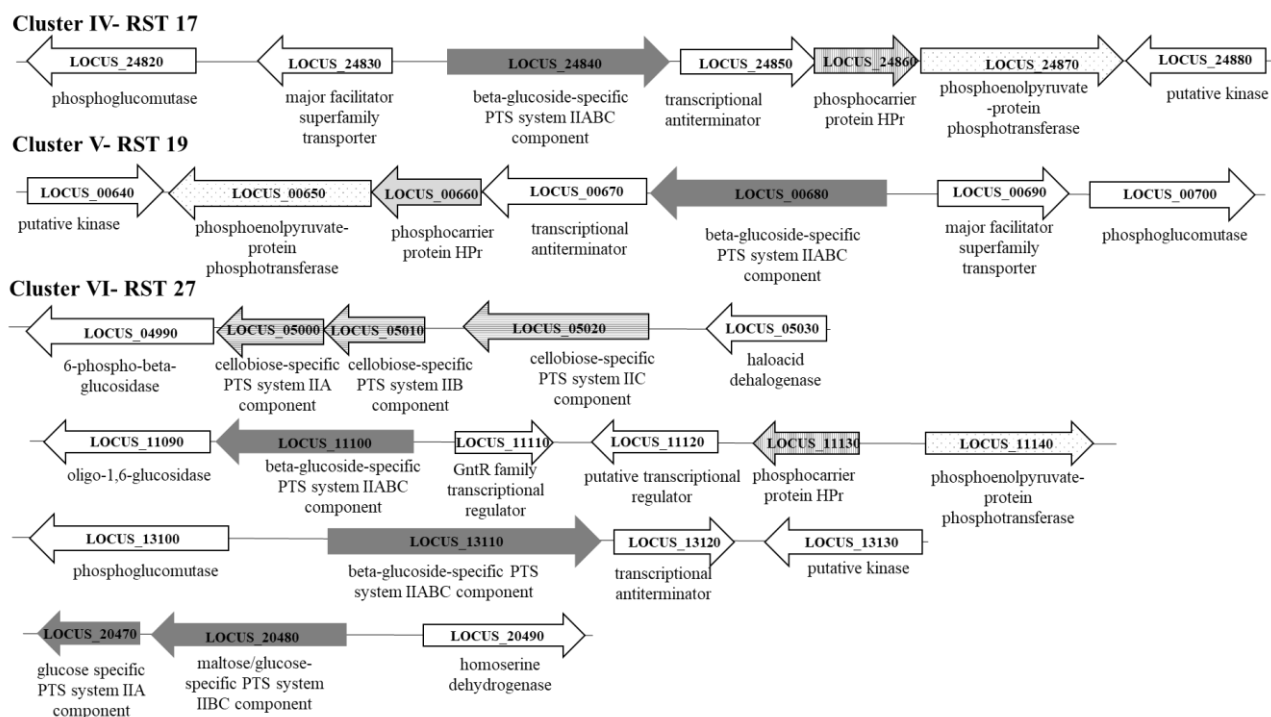 Cluster IV- RST 17
LOCUS_24820 LOCUS_24830 LOCUS_24840 LOCUS_24850 LOCUS_24860 LOCUS_24870 LOCUS_24880
phosphoglucomutase
major facilitator
superfamily
transporter
beta-glucoside-specific
PTS system IIABC
component
transcriptional
antiterminator
phosphocarrier
protein HPr
phosphoenolpyruvate
-protein
phosphotransferase
putative kinase
Cluster V- RST 19
LOCUS_00640 LOCUS_00650 LOCUS_00660 LOCUS_00670 LOCUS_00680 LOCUS_00690 LOCUS_00700
putative kinase
phosphoenolpyruvate-
protein
phosphotransferase
phosphocarrier
protein HPr
transcriptional
antiterminator
beta-glucoside-specific
PTS system IIABC
component
major facilitator
superfamily
transporter
phosphoglucomutase
Cluster VI- RST 27
LOCUS_04990 LOCUS_05000 LOCUS_05010 LOCUS_05020 LOCUS_05030
6-phospho-beta-
glucosidase
cellobiose-specific
PTS system IIA
component
cellobiose-specific
PTS system IIB
component
cellobiose-specific
PTS system IIC
component
haloacid
dehalogenase
LOCUS_11090 LOCUS_11100 LOCUS_11110 LOCUS_11120 LOCUS_11130 LOCUS_11140
oligo-1,6-glucosidase
beta-glucoside-specific
PTS system IIABC
component
GntR family
transcriptional
regulator
putative transcriptional
regulator
phosphocarrier
protein HPr
phosphoenolpyruvate-
protein
phosphotransferase
LOCUS_13100 LOCUS_13110 LOCUS_13120 LOCUS_13130
phosphoglucomutase
beta-glucoside-specific PTS
system IIABC component
transcriptional
antiterminator
putative kinase
LOCUS_20470 LOCUS_20480 LOCUS_20490
glucose specific
PTS system IIA
component
maltose/glucose-
specific PTS system
IIBC component
homoserine
dehydrogenase